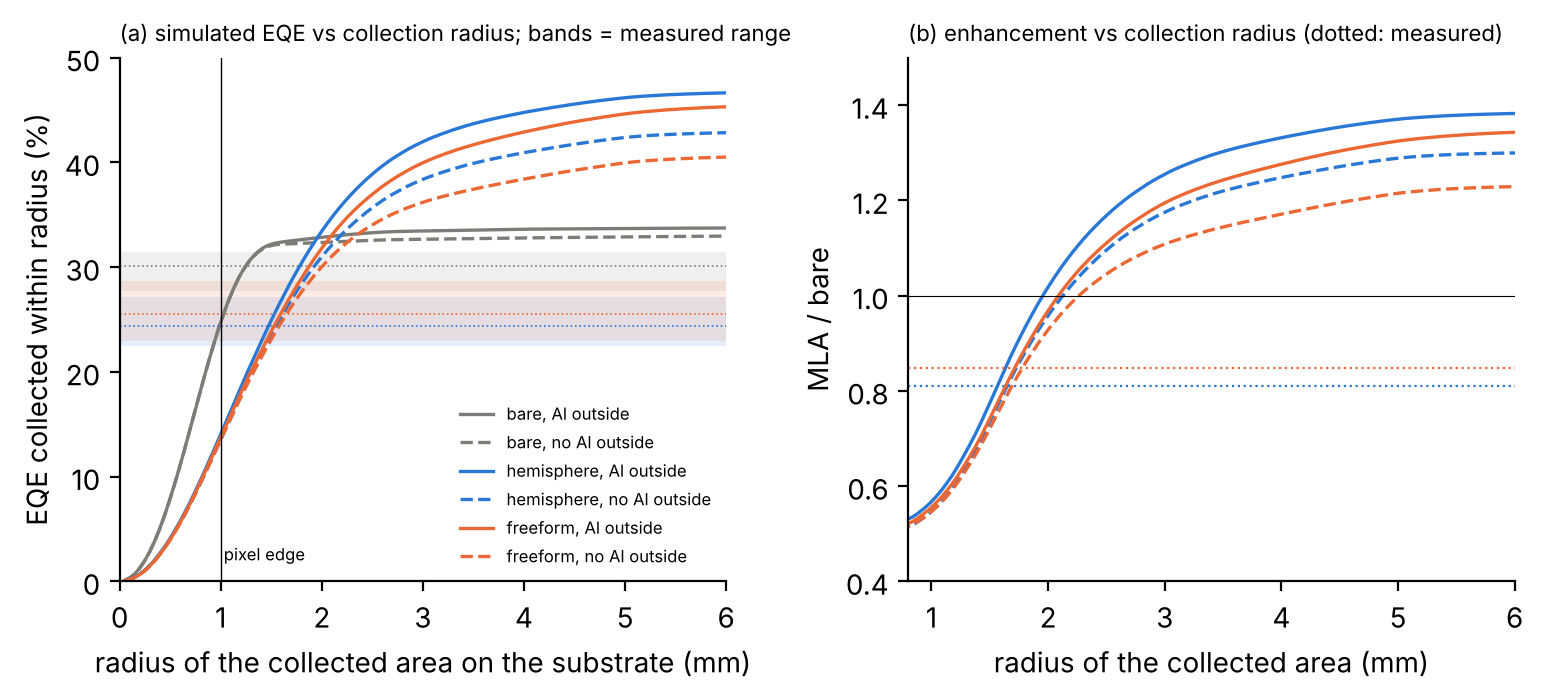 (a) simulated EQE vs collection radius; bands = measured range
EQE collected within radius (%)
50
40
30
20
10
0
pixel edge
bare, Al outside
bare, no Al outside
hemisphere, Al outside
hemisphere, no Al outside
freeform, Al outside
freeform, no Al outside
0 1 2 3 4 5 6
radius of the collected area on the substrate (mm)
(b) enhancement vs collection radius (dotted: measured)
MLA / bare
1.4
1.2
1.0
0.8
0.6
0.4
1 2 3 4 5 6
radius of the collected area (mm)